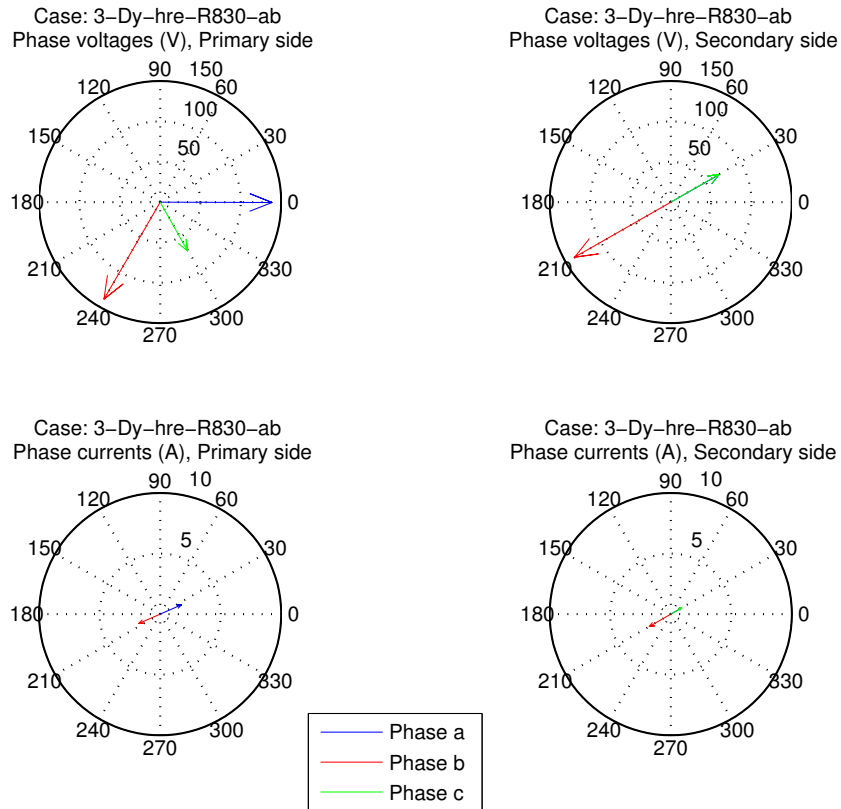 Case: 3−Dy−hre−R830−ab
Phase voltages (V), Primary side
90 150
120 60
100
150 50 30
180 0
210 330
240 300
270
Case: 3−Dy−hre−R830−ab
Phase voltages (V), Secondary side
90 150
120 60
100
150 50 30
180 0
210 330
240 300
270
Case: 3−Dy−hre−R830−ab
Phase currents (A), Primary side
90 10
120 60
150 5 30
180 0
210 330
240 300
270
Case: 3−Dy−hre−R830−ab
Phase currents (A), Secondary side
90 10
120 60
150 5 30
180 0
210 330
240 300
270
Phase a
Phase b
Phase c